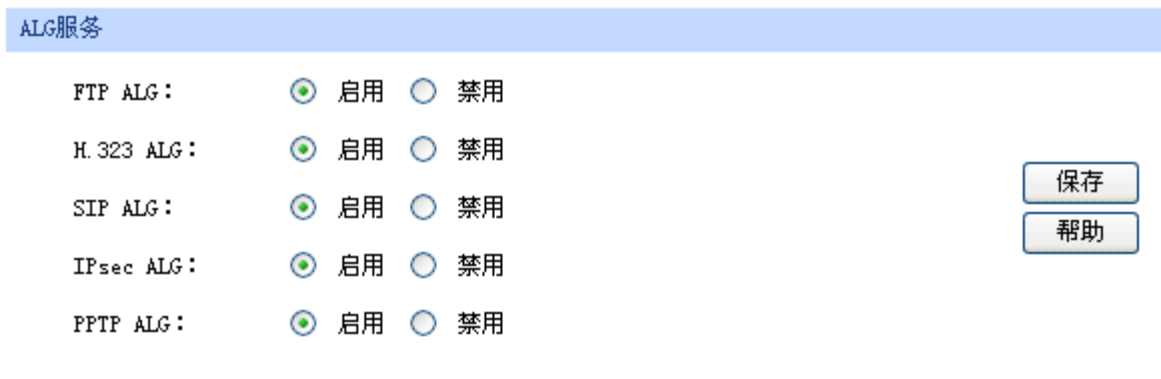 ALG服务
FTP ALG: 启用 禁用
H.323 ALG: 启用 禁用
SIP ALG: 启用 禁用
IPsec ALG: 启用 禁用
PPTP ALG: 启用 禁用
保存
帮助